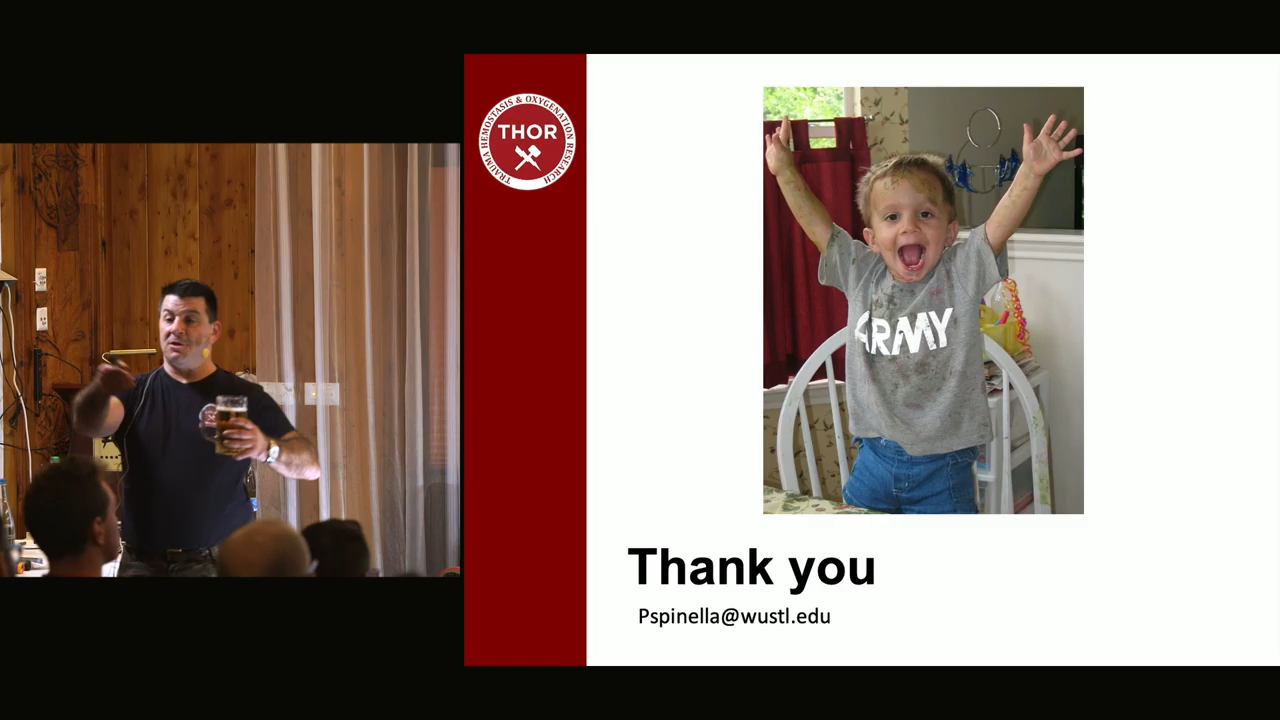 TRAUMA HEMOSTASIS & OXYGENATION RESEARCH
THOR
ARMY
Thank you
Pspinella@wustl.edu